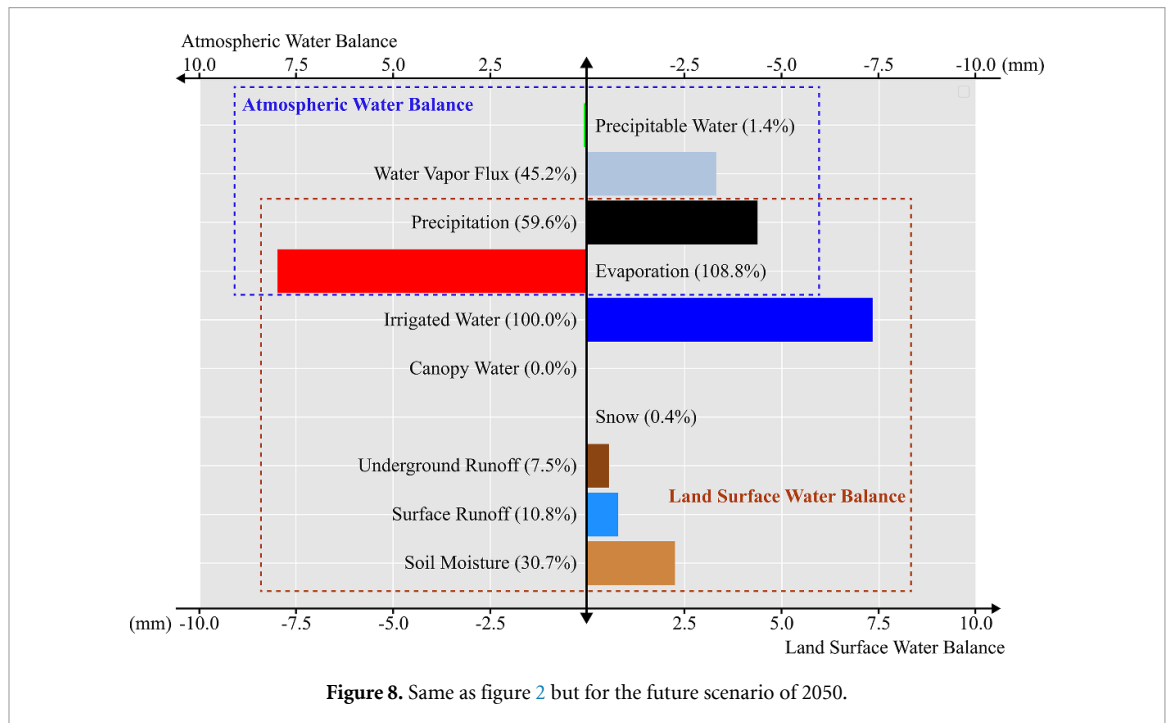 Atmospheric Water Balance
10.0 7.5 5.0 2.5 -2.5 -5.0 -7.5 -10.0 (mm)
Atmospheric Water Balance
Precipitable Water (1.4%)
Water Vapor Flux (45.2%)
Precipitation (59.6%)
Evaporation (108.8%)
Irrigated Water (100.0%)
Canopy Water (0.0%)
Snow (0.4%)
Underground Runoff (7.5%)
Land Surface Water Balance
Surface Runoff (10.8%)
Soil Moisture (30.7%)
(mm) -10.0 -7.5 -5.0 -2.5 2.5 5.0 7.5 10.0
Land Surface Water Balance
Figure 8. Same as figure 2 but for the future scenario of 2050.